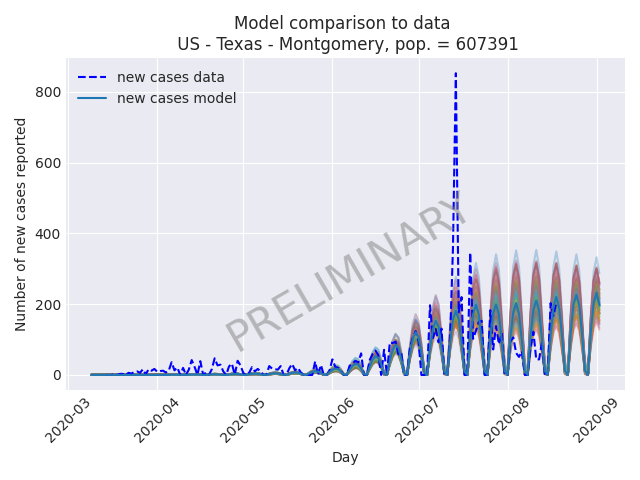 Model comparison to data
US - Texas - Montgomery, pop. = 607391
new cases data
new cases model
PRELIMINARY
Number of new cases reported
800
600
400
200
0
2020-03
2020-04
2020-05
2020-06
2020-07
2020-08
2020-09
Day